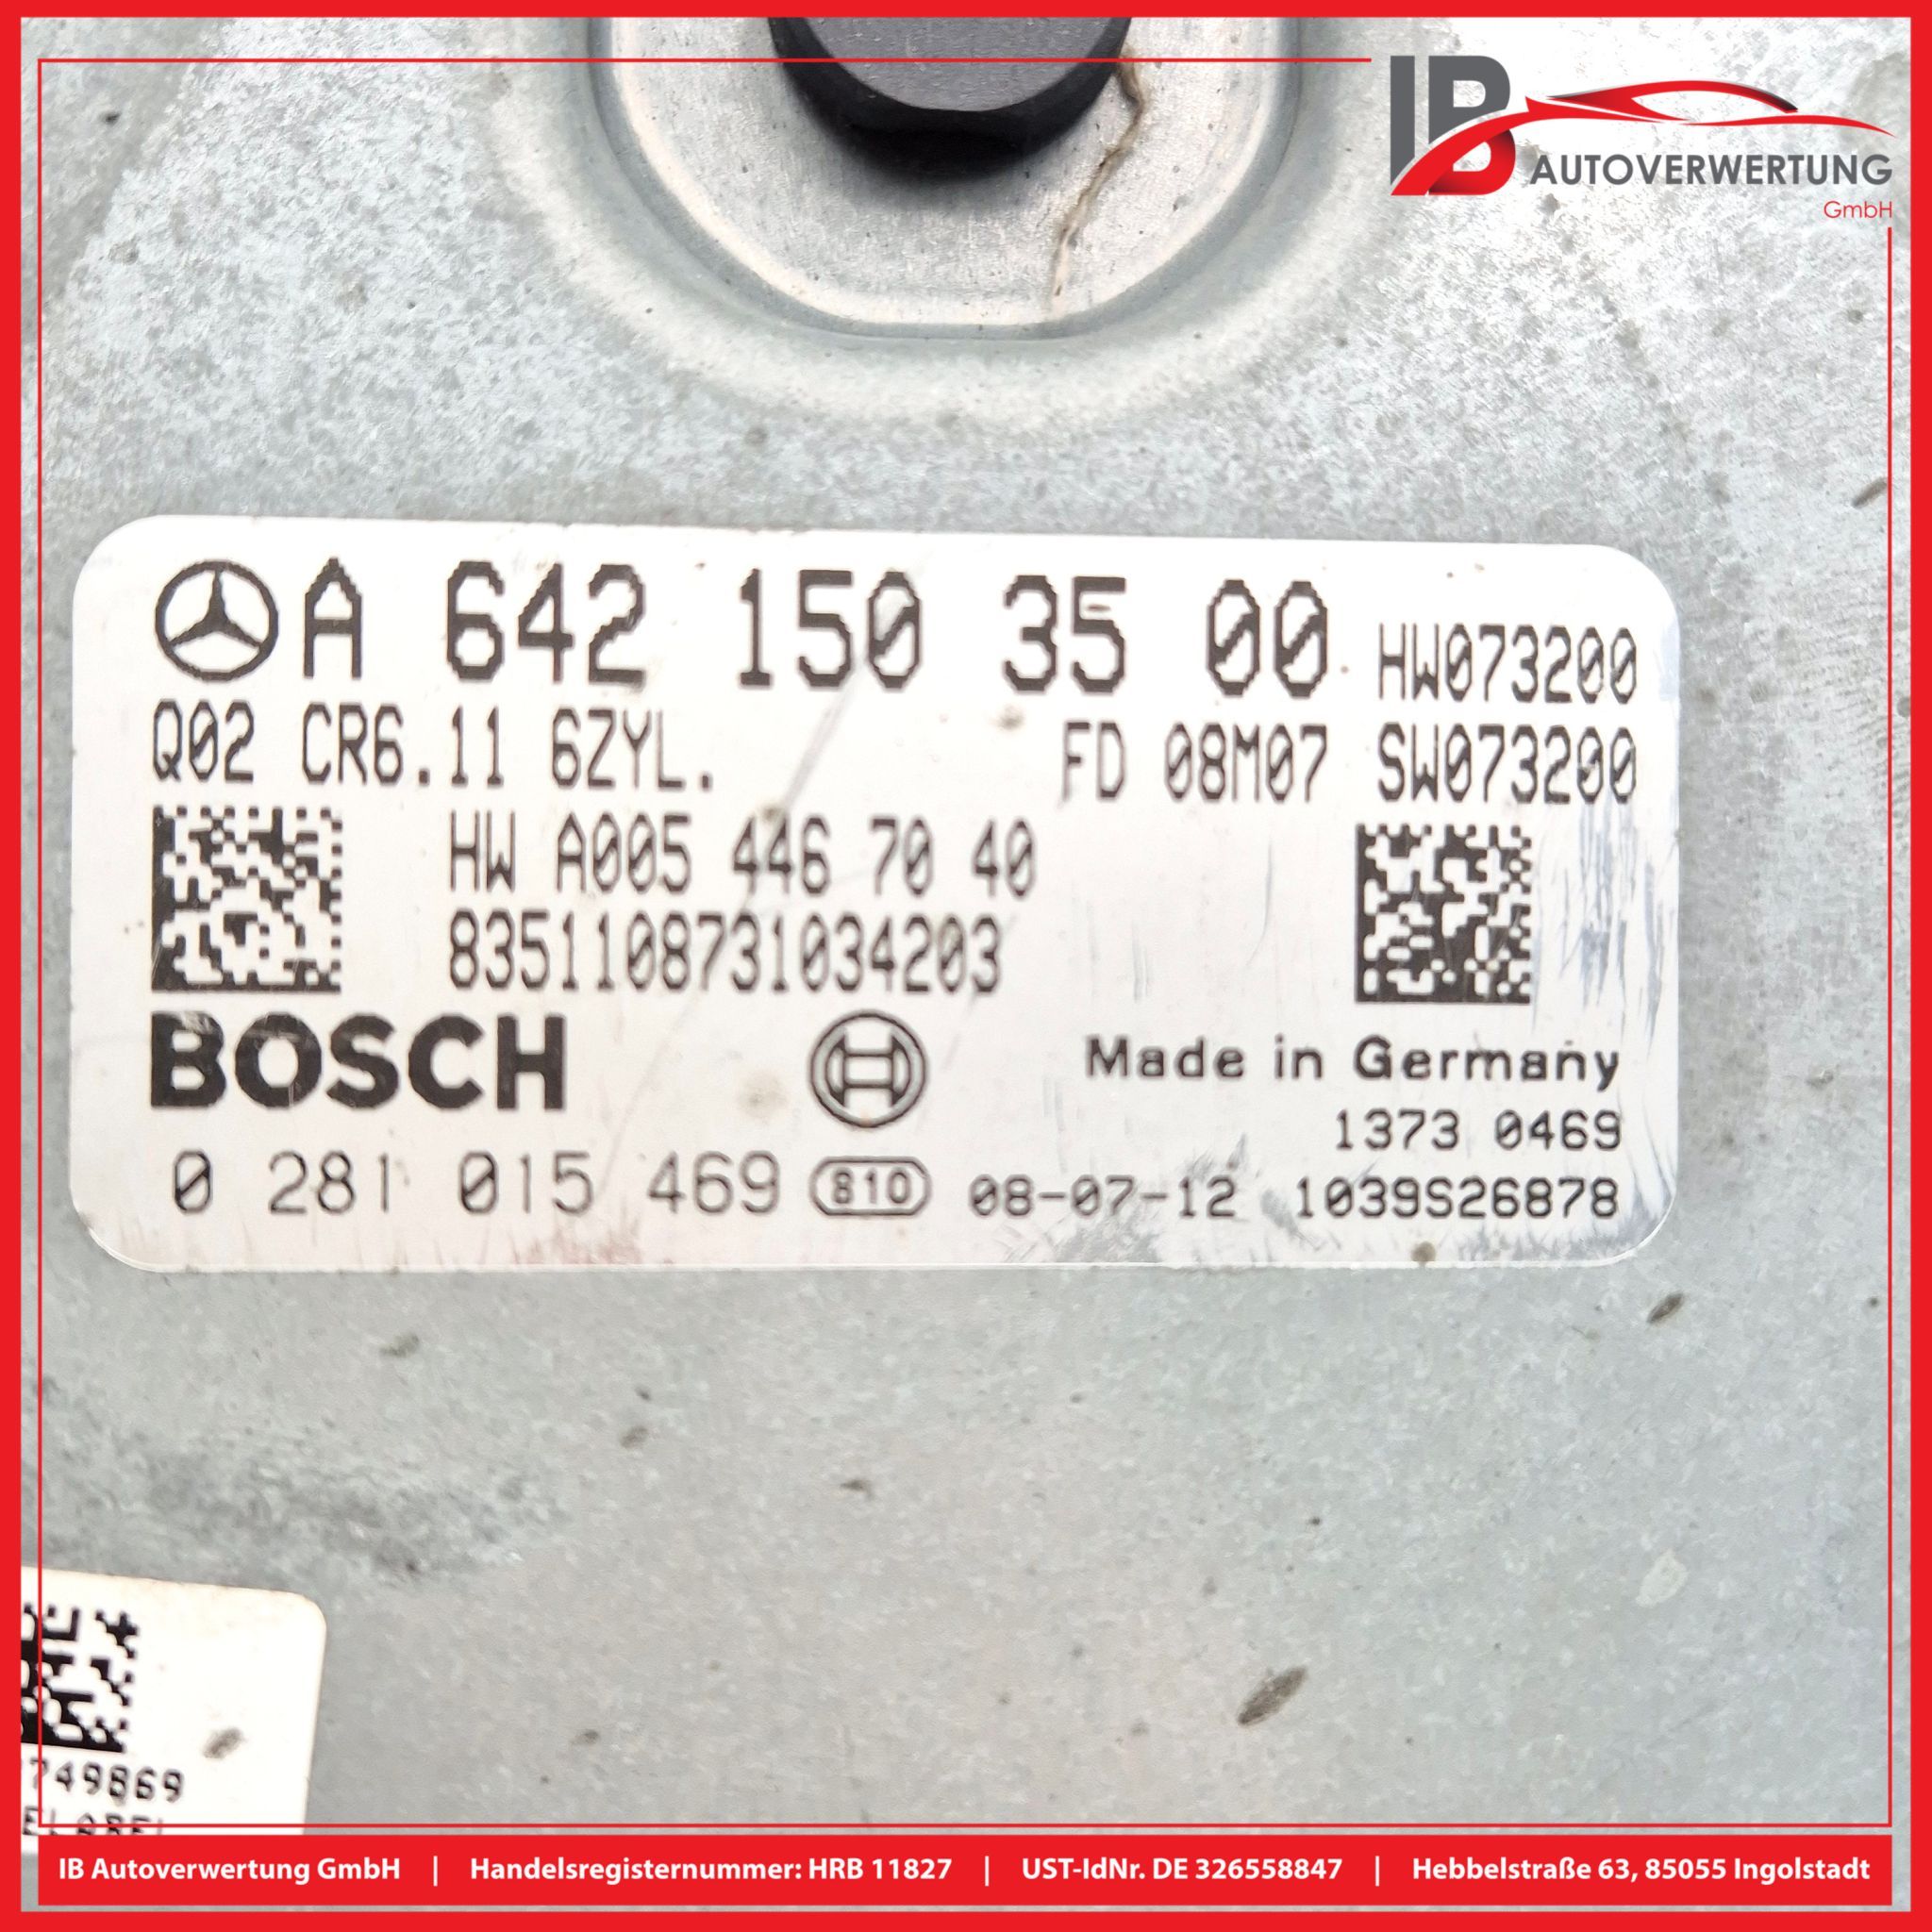 IB
AUTOVERWERTUNG
GmbH
A 642 150 35 00 HW073200
Q02 CR6.11 6ZYL. FD 08M07 SW073200
HW A005 446 70 40
8351108731034203
BOSCH
Made in Germany
1373 0469
0 281 015 469 810 08-07-12 1039S26878
749869
IB Autoverwertung GmbH | Handelsregisternummer: HRB 11827 | UST-IdNr. DE 326558847 | Hebbelstraße 63, 85055 Ingolstadt